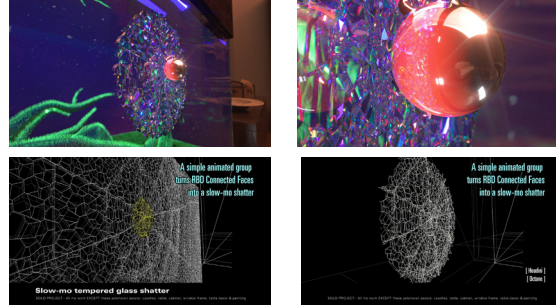 A simple animated group
turns RBD Connected Faces
into a slow-mo shatter
Slow-mo tempered glass shatter
A simple animated group
turns RBD Connected Faces
into a slow-mo shatter
[ Houdini ]
[ Octane ]